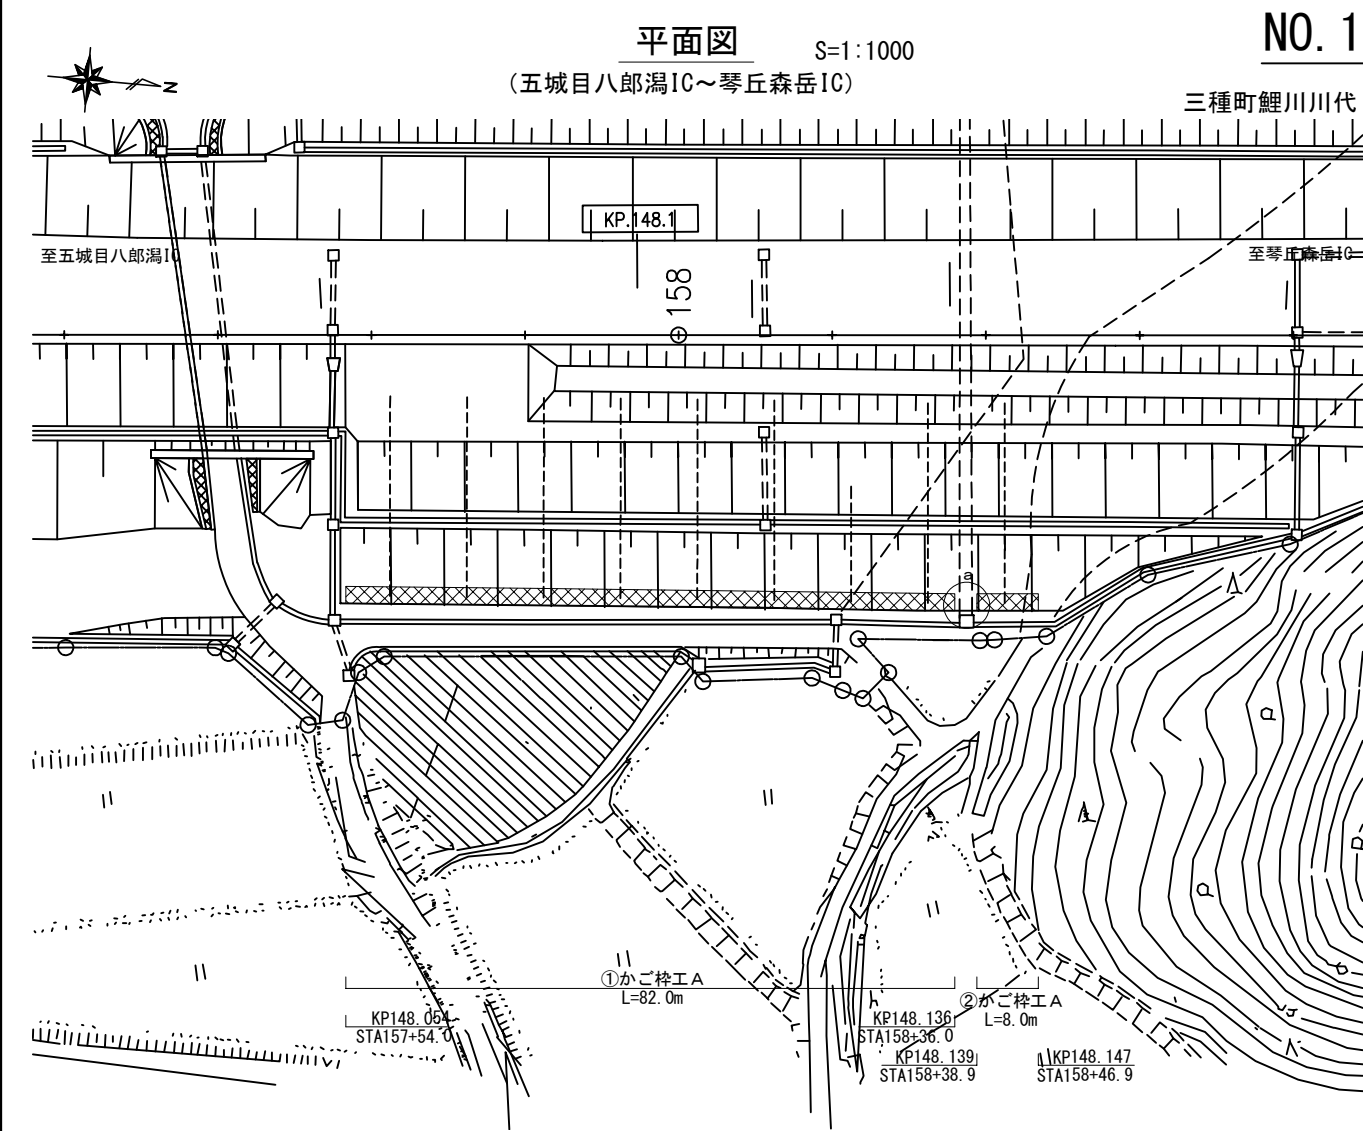 平面図
S=1:1000
NO. 1
(五城目八郎潟IC～琴丘森岳IC)
N
三種町鯉川川代
KP.148.1
至五城目八郎潟IC
至琴丘森岳IC
158
a
①かご枠工A
L=82.0m
②かご枠工A
L=8.0m
KP148.054
STA157+54.0
KP148.136
STA158+36.0
KP148.139
STA158+38.9
KP148.147
STA158+46.9